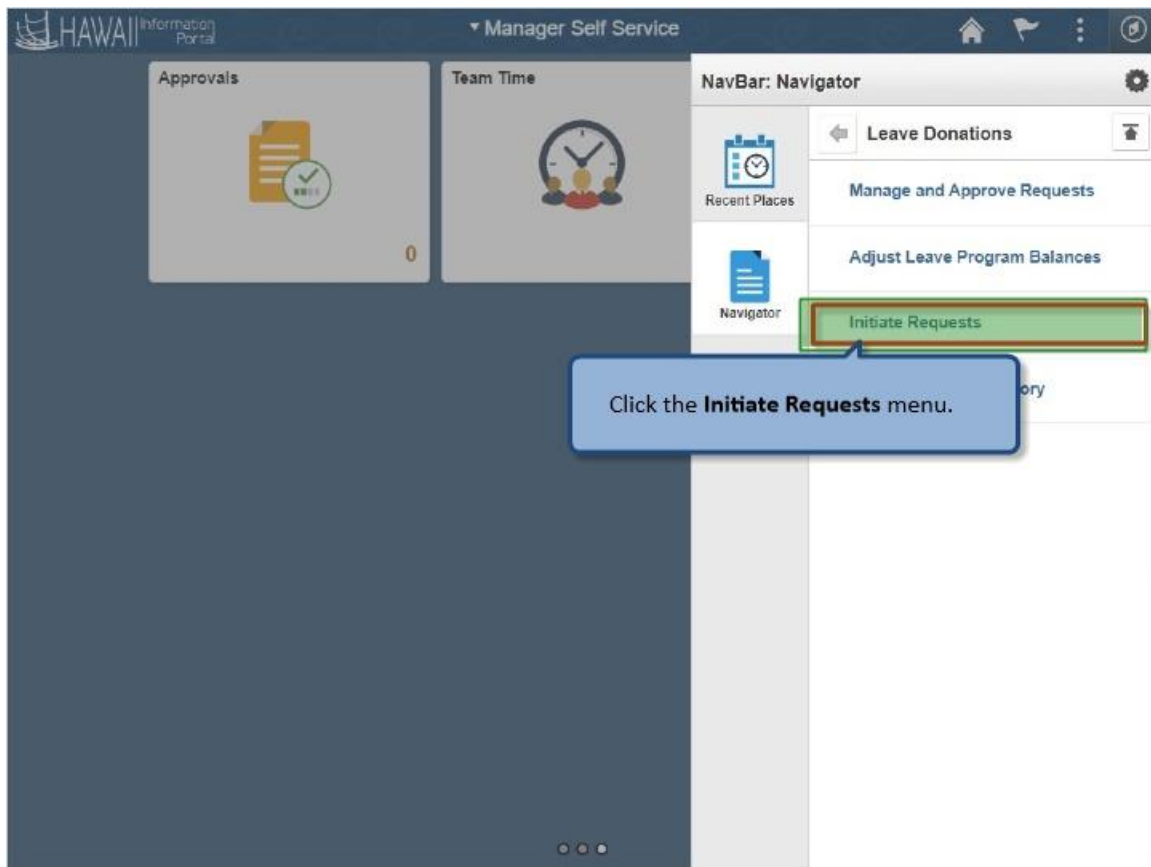 HAWAII Information Portal
Manager Self Service
Approvals
0
Team Time
NavBar: Navigator
Recent Places
Navigator
Leave Donations
Manage and Approve Requests
Adjust Leave Program Balances
Initiate Requests
ory
Click the Initiate Requests menu.